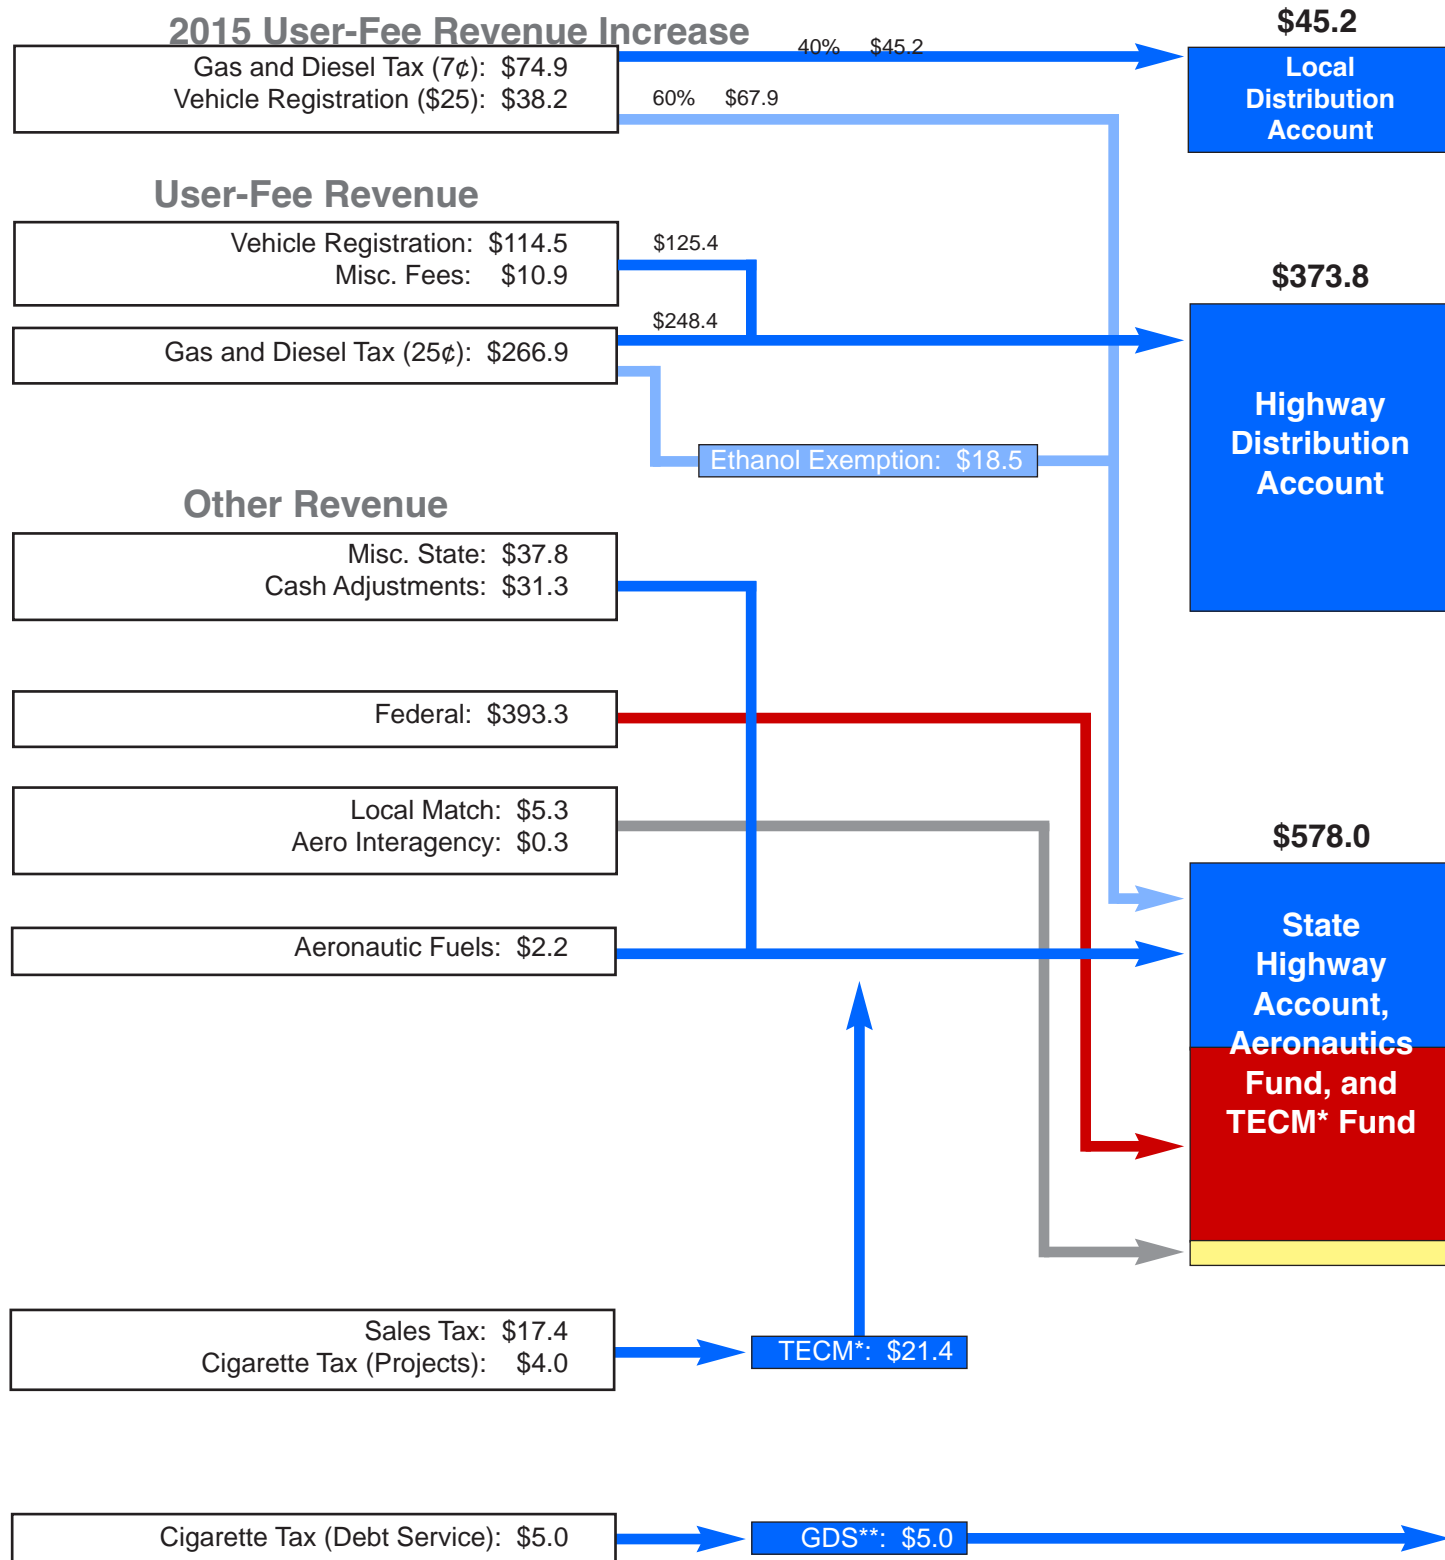 2015 User-Fee Revenue Increase
Gas and Diesel Tax (7¢): $74.9
Vehicle Registration ($25): $38.2
40% $45.2
60% $67.9
$45.2
Local
Distribution
Account
User-Fee Revenue
Vehicle Registration: $114.5
Misc. Fees: $10.9
$125.4
Gas and Diesel Tax (25¢): $266.9
$248.4
Ethanol Exemption: $18.5
$373.8
Highway
Distribution
Account
Other Revenue
Misc. State: $37.8
Cash Adjustments: $31.3
Federal: $393.3
Local Match: $5.3
Aero Interagency: $0.3
Aeronautic Fuels: $2.2
$578.0
State
Highway
Account,
Aeronautics
Fund, and
TECM* Fund
Sales Tax: $17.4
Cigarette Tax (Projects): $4.0
TECM*: $21.4
Cigarette Tax (Debt Service): $5.0
GDS**: $5.0